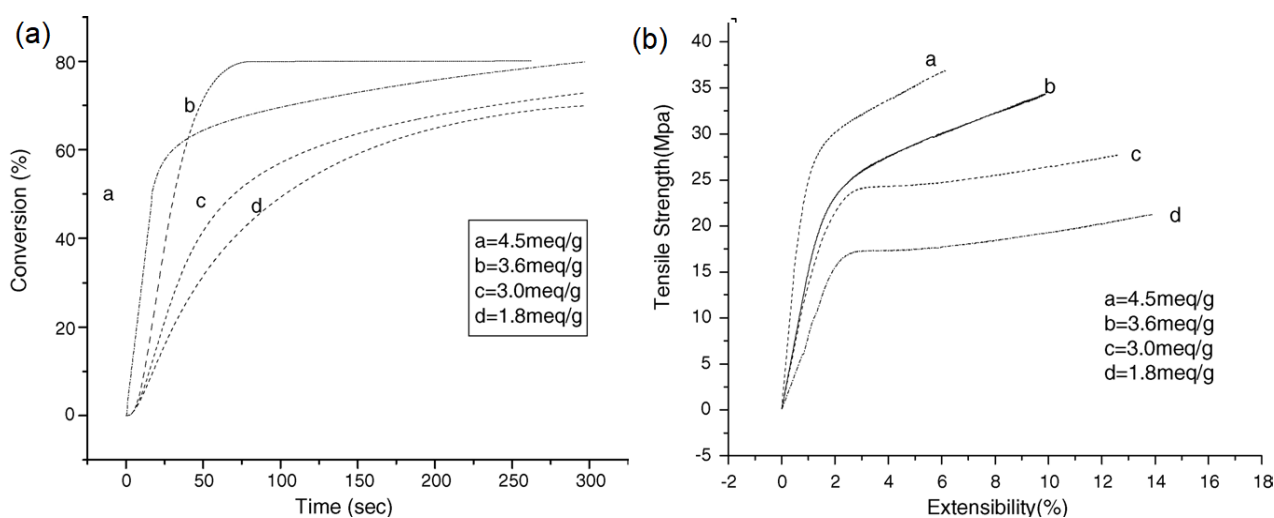 (a)
Conversion (%)
80
60
40
20
0
a
b
c
d
a=4.5meq/g
b=3.6meq/g
c=3.0meq/g
d=1.8meq/g
0 50 100 150 200 250 300
Time (sec)
(b)
Tensile Strength(Mpa)
40
35
30
25
20
15
10
5
0
-5
a
b
c
d
a=4.5meq/g
b=3.6meq/g
c=3.0meq/g
d=1.8meq/g
-2 0 2 4 6 8 10 12 14 16 18
Extensibility(%)